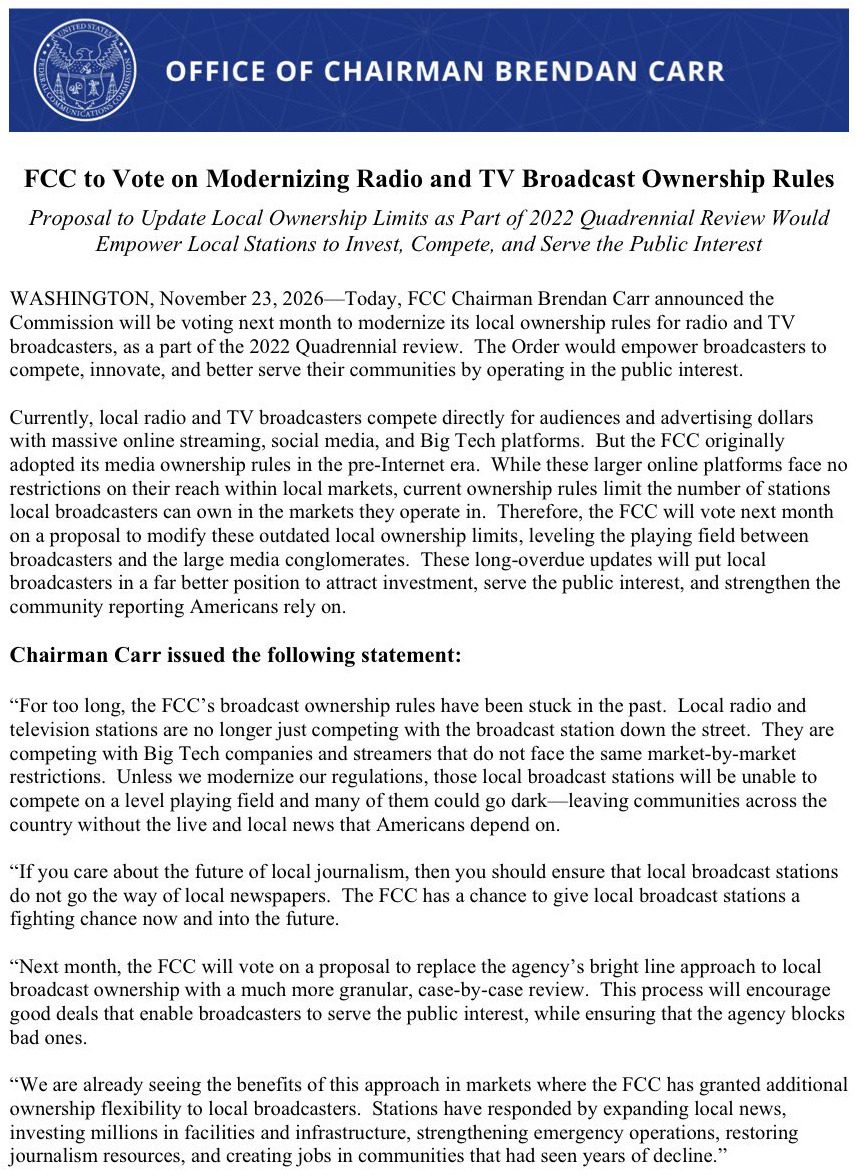 UNITED STATES
FEDERAL COMMUNICATIONS COMMISSION
OFFICE OF CHAIRMAN BRENDAN CARR
FCC to Vote on Modernizing Radio and TV Broadcast Ownership Rules
Proposal to Update Local Ownership Limits as Part of 2022 Quadrennial Review Would
Empower Local Stations to Invest, Compete, and Serve the Public Interest
WASHINGTON, November 23, 2026—Today, FCC Chairman Brendan Carr announced the
Commission will be voting next month to modernize its local ownership rules for radio and TV
broadcasters, as a part of the 2022 Quadrennial review.  The Order would empower broadcasters to
compete, innovate, and better serve their communities by operating in the public interest.
Currently, local radio and TV broadcasters compete directly for audiences and advertising dollars
with massive online streaming, social media, and Big Tech platforms.  But the FCC originally
adopted its media ownership rules in the pre-Internet era.  While these larger online platforms face no
restrictions on their reach within local markets, current ownership rules limit the number of stations
local broadcasters can own in the markets they operate in.  Therefore, the FCC will vote next month
on a proposal to modify these outdated local ownership limits, leveling the playing field between
broadcasters and the large media conglomerates.  These long-overdue updates will put local
broadcasters in a far better position to attract investment, serve the public interest, and strengthen the
community reporting Americans rely on.
Chairman Carr issued the following statement:
“For too long, the FCC’s broadcast ownership rules have been stuck in the past.  Local radio and
television stations are no longer just competing with the broadcast station down the street.  They are
competing with Big Tech companies and streamers that do not face the same market-by-market
restrictions.  Unless we modernize our regulations, those local broadcast stations will be unable to
compete on a level playing field and many of them could go dark—leaving communities across the
country without the live and local news that Americans depend on.
“If you care about the future of local journalism, then you should ensure that local broadcast stations
do not go the way of local newspapers.  The FCC has a chance to give local broadcast stations a
fighting chance now and into the future.
“Next month, the FCC will vote on a proposal to replace the agency’s bright line approach to local
broadcast ownership with a much more granular, case-by-case review.  This process will encourage
good deals that enable broadcasters to serve the public interest, while ensuring that the agency blocks
bad ones.
“We are already seeing the benefits of this approach in markets where the FCC has granted additional
ownership flexibility to local broadcasters.  Stations have responded by expanding local news,
investing millions in facilities and infrastructure, strengthening emergency operations, restoring
journalism resources, and creating jobs in communities that had seen years of decline.”